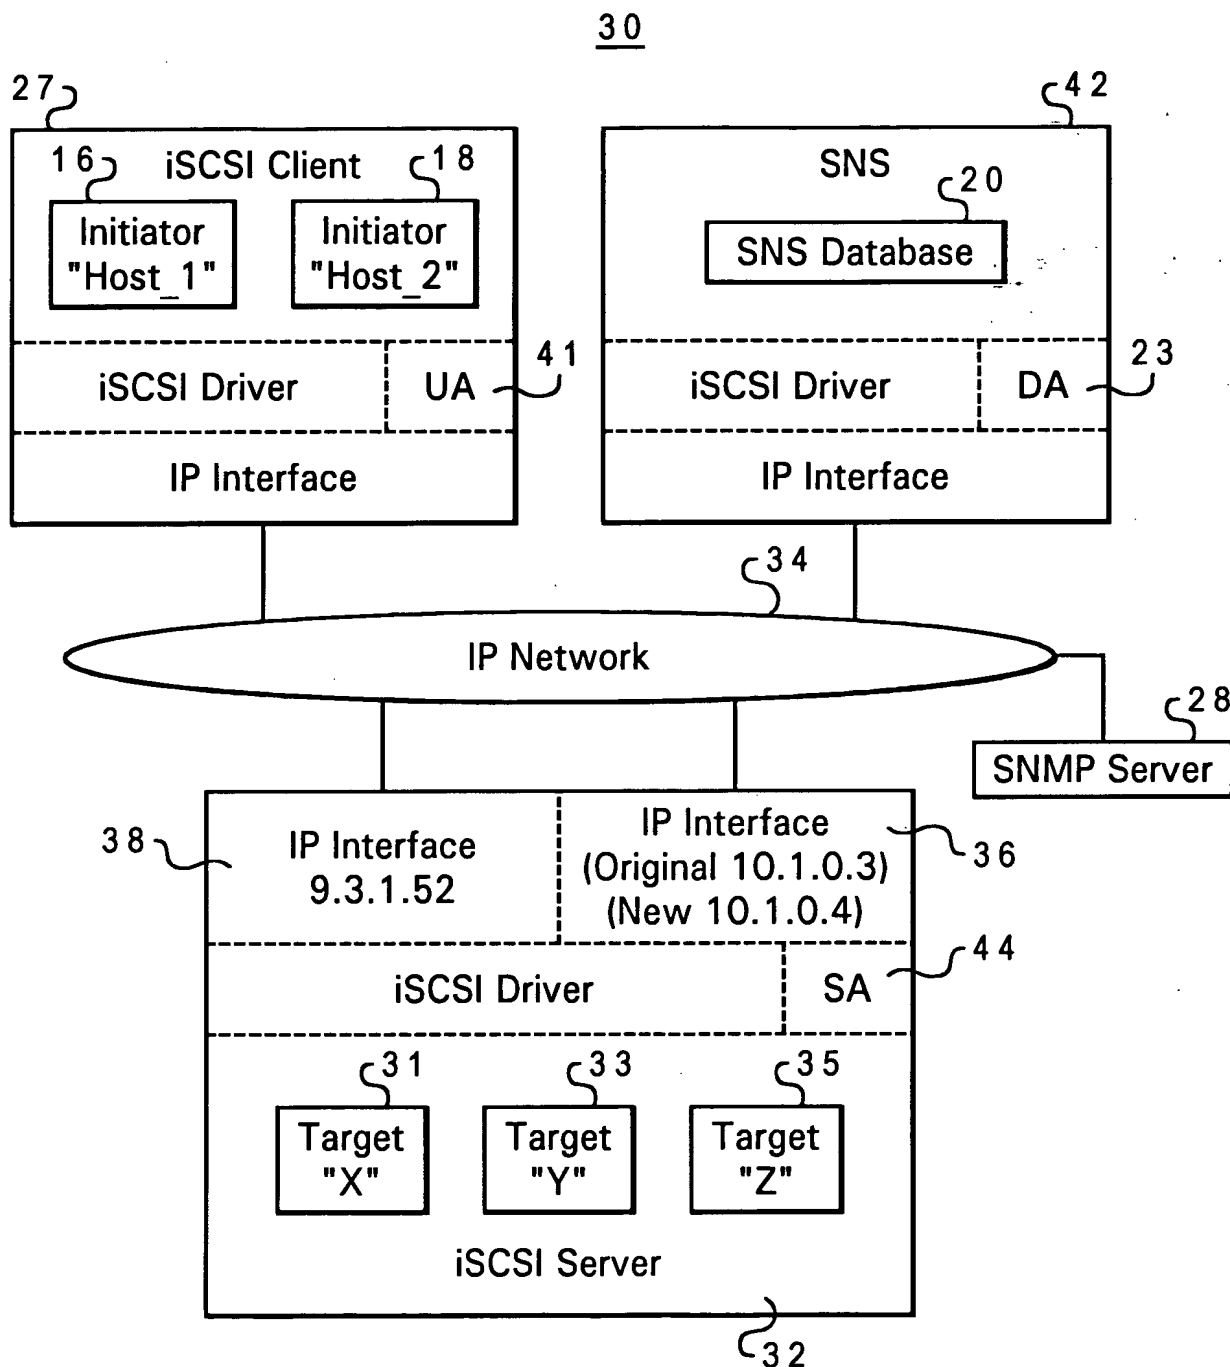 30
27
42
iSCSI Client
16
18
Initiator
"Host_1"
Initiator
"Host_2"
SNS
20
SNS Database
iSCSI Driver
UA
41
iSCSI Driver
DA
23
IP Interface
IP Interface
34
IP Network
28
SNMP Server
38
IP Interface
9.3.1.52
IP Interface
(Original 10.1.0.3)
(New 10.1.0.4)
36
iSCSI Driver
SA
44
31
33
35
Target
"X"
Target
"Y"
Target
"Z"
iSCSI Server
32